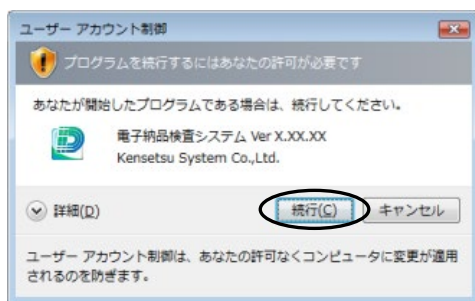 ユーザー アカウント制御
プログラムを続行するにはあなたの許可が必要です
あなたが開始したプログラムである場合は、続行してください。
電子納品検査システム Ver X.XX.XX
Kensetsu System Co.,Ltd.
詳細(D)
続行(C)
キャンセル
ユーザー アカウント制御は、あなたの許可なくコンピュータに変更が適用
されるのを防ぎます。